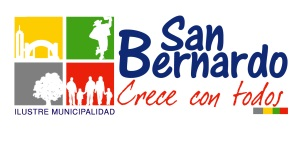 San
Bernardo
Crece con todos
ILUSTRE MUNICIPALIDAD